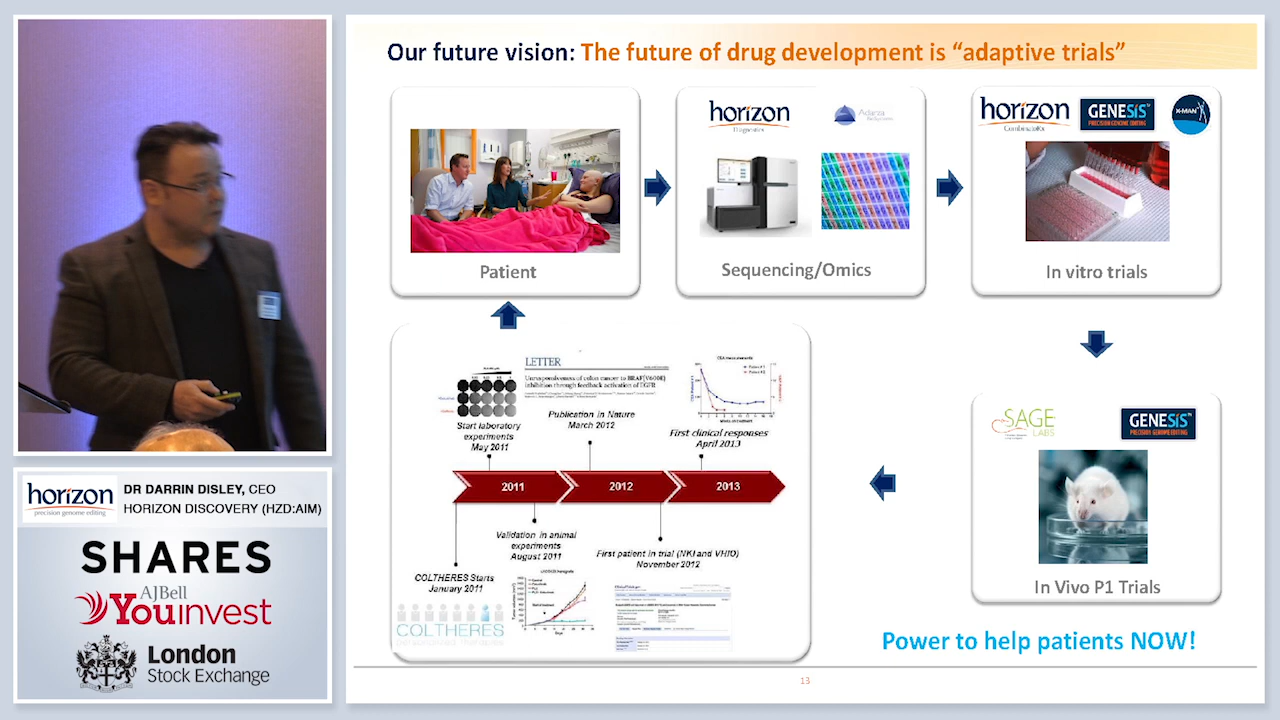 Our future vision: The future of drug development is “adaptive trials”
Patient
horizon
Diagnostics
Adarza
BioSystems
Sequencing/Omics
horizon
CombinatoRx
GENESIS
PRECISION GENOME EDITING
X-MAN
In vitro trials
LETTER
Unresponsiveness of colon cancer to BRAF(V600E)
inhibition through feedback activation of EGFR
CEA measurements
Start laboratory
experiments
May 2011
Publication in Nature
March 2012
First clinical responses
April 2013
2011
2012
2013
Validation in animal
experiments
August 2011
First patient in trial (NKI and VHIO)
November 2012
COLTHERES Starts
January 2011
COLTHERES
SAGE
LABS
GENESIS
PRECISION GENOME EDITING
In Vivo P1 Trials
Power to help patients NOW!
13
horizon
precision genome editing
DR DARRIN DISLEY, CEO
HORIZON DISCOVERY (HZD:AIM)
SHARES
AJBell
Youinvest
London
Stock Exchange